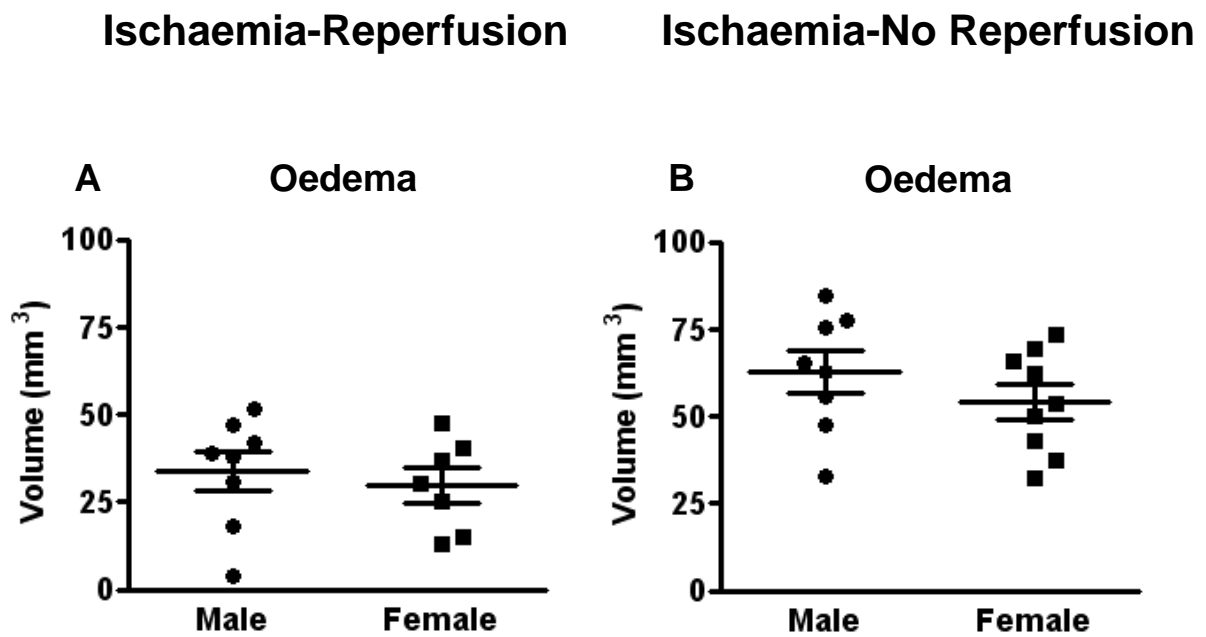 Ischaemia-Reperfusion
Ischaemia-No Reperfusion
A
Oedema
Volume (mm³)
100
75
50
25
0
Male
Female
B
Oedema
Volume (mm³)
100
75
50
25
0
Male
Female